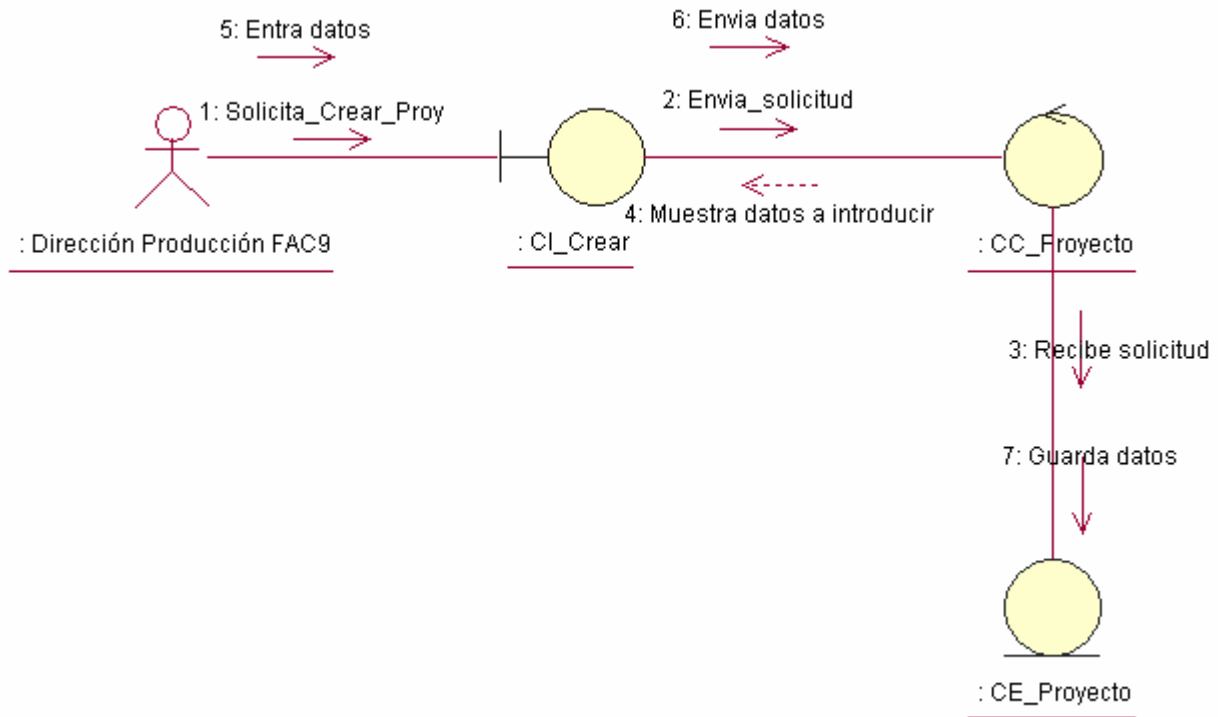 5: Entra datos
6: Envia datos
1: Solicita_Crear_Proy
2: Envia_solicitud
4: Muestra datos a introducir
: Dirección Producción FAC9
: CI_Crear
: CC_Proyecto
3: Recibe solicitud
7: Guarda datos
: CE_Proyecto